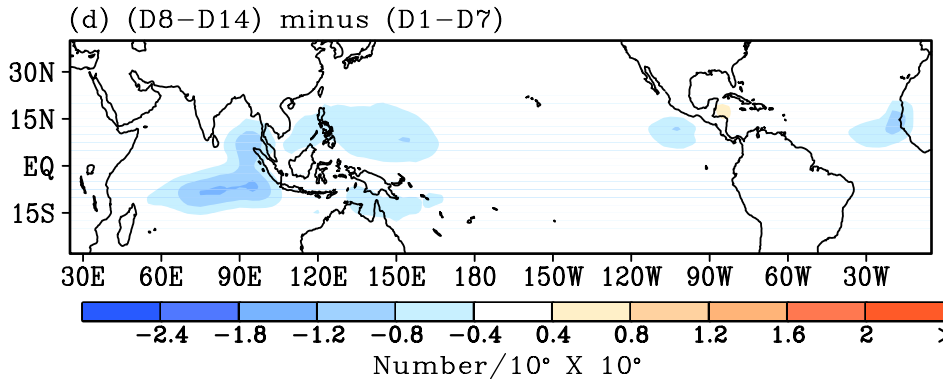 (d) (D8−D14) minus (D1−D7)
30N
15N
EQ
15S
30E 60E 90E 120E 150E 180 150W 120W 90W 60W 30W
−2.4 −1.8 −1.2 −0.8 −0.4 0.4 0.8 1.2 1.6 2 >
Number/10° X 10°